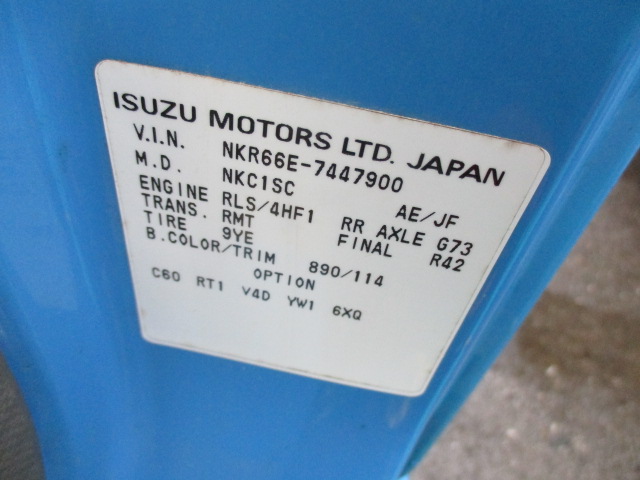 ISUZU MOTORS LTD. JAPAN
V.I.N. NKR66E-7447900
M.D. NKC1SC AE/JF
ENGINE RLS/4HF1 RR AXLE G73
TRANS. RMT FINAL R42
TIRE 9YE
B.COLOR/TRIM 890/114
OPTION
C60 RT1 V4D YW1 6XQ